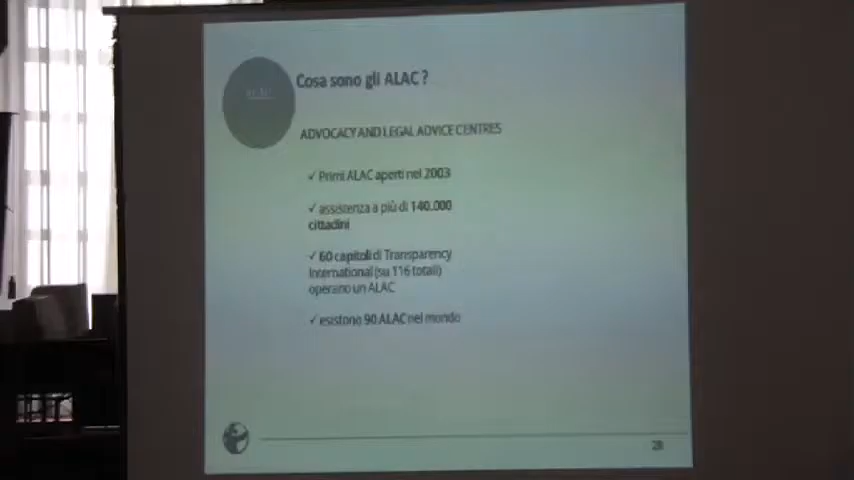 Cosa sono gli ALAC ?
ADVOCACY AND LEGAL ADVICE CENTRES
✓ Primi ALAC aperti nel 2003
✓ assistenza a più di 140.000
cittadini
✓ 60 capitoli di Transparency
International (su 116 totali)
operano un ALAC
✓ esistono 90 ALAC nel mondo